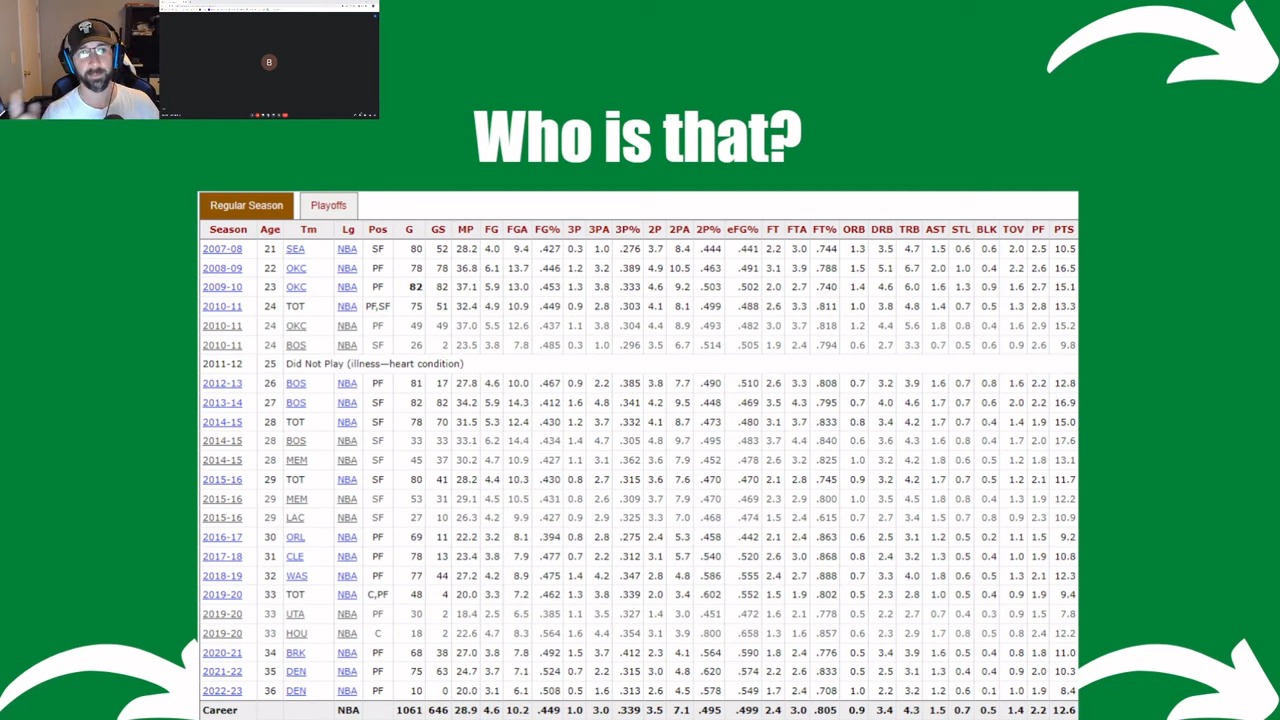 B
Who is that?
Regular Season Playoffs
Season Age Tm Lg Pos G GS MP FG FGA FG% 3P 3PA 3P% 2P 2PA 2P% eFG% FT FTA FT% ORB DRB TRB AST STL BLK TOV PF PTS
2007-08 21 SEA NBA SF 80 52 28.2 4.0 9.4 .427 0.3 1.0 .276 3.7 8.4 .444 .441 2.2 3.0 .744 1.3 3.5 4.8 1.5 0.6 0.6 2.0 2.5 10.5
2008-09 22 OKC NBA PF 78 78 36.8 6.1 13.7 .446 1.2 3.2 .389 4.9 10.5 .463 .491 3.1 3.9 .788 1.5 5.1 6.7 2.0 1.0 0.4 2.2 2.6 16.5
2009-10 23 OKC NBA PF 82 82 37.1 5.9 13.0 .453 1.3 3.8 .333 4.6 9.2 .503 .502 2.0 2.7 .740 1.4 4.6 6.0 1.6 1.3 0.9 1.6 2.9 15.1
2010-11 24 TOT NBA PF,SF 75 51 32.4 4.9 10.9 .449 0.9 2.8 .303 4.1 8.1 .499 .488 2.6 3.3 .811 1.0 3.8 4.8 1.4 0.7 0.5 1.3 2.8 13.3
2010-11 24 OKC NBA PF 49 49 37.0 5.5 12.6 .437 1.1 3.8 .304 4.4 8.9 .493 .482 3.0 3.7 .818 1.2 4.4 5.6 1.8 0.8 0.4 1.6 2.9 15.2
2010-11 24 BOS NBA SF 26 2 23.5 3.8 7.8 .485 0.3 1.0 .296 3.5 6.7 .514 .505 1.9 2.4 .794 0.6 2.7 3.3 0.7 0.5 0.6 0.9 2.6 9.8
2011-12 25 Did Not Play (illness—heart condition)
2012-13 26 BOS NBA PF 81 17 27.8 4.6 10.0 .467 0.9 2.2 .385 3.8 7.7 .490 .510 2.6 3.3 .808 0.7 3.2 3.9 1.6 0.7 0.8 1.6 2.2 12.8
2013-14 27 BOS NBA SF 82 82 34.2 5.9 14.3 .412 1.6 4.8 .341 4.2 9.5 .448 .469 3.5 4.3 .795 0.7 4.0 4.6 1.6 0.7 0.6 2.0 2.2 16.9
2014-15 28 TOT NBA SF 78 70 31.5 5.3 12.4 .430 1.2 3.7 .332 4.1 8.7 .473 .480 3.1 3.7 .833 0.8 3.4 4.2 1.7 0.7 0.4 1.4 1.9 15.0
2014-15 28 BOS NBA SF 33 33 33.1 6.2 14.4 .434 1.4 4.7 .305 4.8 9.7 .495 .483 3.7 4.4 .840 0.6 3.6 4.3 1.6 0.8 0.4 1.7 2.0 17.6
2014-15 28 MEM NBA SF 45 37 30.2 4.7 10.9 .427 1.1 3.1 .362 3.6 7.9 .452 .478 2.6 3.2 .825 1.0 3.2 4.2 1.8 0.6 0.5 1.2 1.8 13.1
2015-16 29 TOT NBA SF 80 41 28.2 4.4 10.3 .430 0.8 2.7 .315 3.6 7.6 .470 .470 2.1 2.8 .745 0.9 3.2 4.2 1.7 0.7 0.5 1.2 2.1 11.7
2015-16 29 MEM NBA SF 53 31 29.1 4.5 10.5 .431 0.8 2.6 .309 3.7 7.9 .470 .469 2.3 2.9 .800 1.0 3.5 4.5 1.8 0.8 0.4 1.3 1.9 12.2
2015-16 29 LAC NBA SF 27 10 26.3 4.2 9.9 .427 0.9 2.9 .325 3.3 7.0 .468 .474 1.5 2.4 .615 0.7 2.7 3.4 1.5 0.7 0.8 0.9 2.3 10.9
2016-17 30 ORL NBA PF 69 11 22.2 3.2 8.1 .394 0.8 2.8 .275 2.4 5.3 .458 .442 2.1 2.4 .863 0.6 2.5 3.1 1.2 0.6 0.5 1.1 1.5 9.2
2017-18 31 CLE NBA PF 78 13 23.4 3.8 7.9 .477 0.7 2.2 .313 3.1 5.7 .540 .520 2.6 3.0 .868 0.8 2.4 3.2 1.8 0.5 0.4 1.0 1.9 10.8
2018-19 32 WAS NBA PF 77 44 27.2 4.2 8.9 .475 1.4 4.2 .347 2.8 4.8 .586 .555 2.4 2.7 .888 0.7 3.3 4.0 1.8 0.6 0.5 1.3 2.1 12.3
2019-20 33 TOT NBA C,PF 48 4 20.0 3.3 7.2 .462 1.3 3.8 .339 2.0 3.4 .602 .552 1.5 1.9 .802 0.3 2.4 2.7 1.1 0.5 0.4 0.9 1.6 9.4
2019-20 33 UTA NBA PF 30 2 18.4 2.5 6.5 .385 1.1 3.5 .327 1.4 3.0 .451 .472 1.6 2.1 .778 0.2 2.5 2.7 0.7 0.4 0.3 0.9 1.5 7.8
2019-20 33 HOU NBA C 18 2 22.6 4.7 8.3 .564 1.6 4.4 .354 3.1 3.9 .800 .658 1.3 1.6 .857 0.6 2.3 2.9 1.7 0.8 0.5 0.8 1.8 12.2
2020-21 34 BRK NBA PF 68 38 27.0 3.8 7.8 .492 1.5 3.7 .412 2.3 4.1 .564 .590 1.8 2.4 .776 0.4
2021-22 35 DEN NBA PF 75 63 24.7 3.7 7.1 .524 0.7 2.2 .315 3.0 4.8 .620 .574 2.2 2.8
2022-23 36 DEN NBA PF 10 0 20.0 3.1 6.1 .508 0.5 1.6 .313 2.6 4.5 .578 .549 1.7 2.4 .708 1.0
Career NBA 1061 646 28.9 4.6 10.2 .449 1.0 3.0 .339 3.5 7.1 .495 .499 2.4 3.0 .805 0.9 3.4 4.3 1.5 0.7 0.5 1.4 2.2 12.6